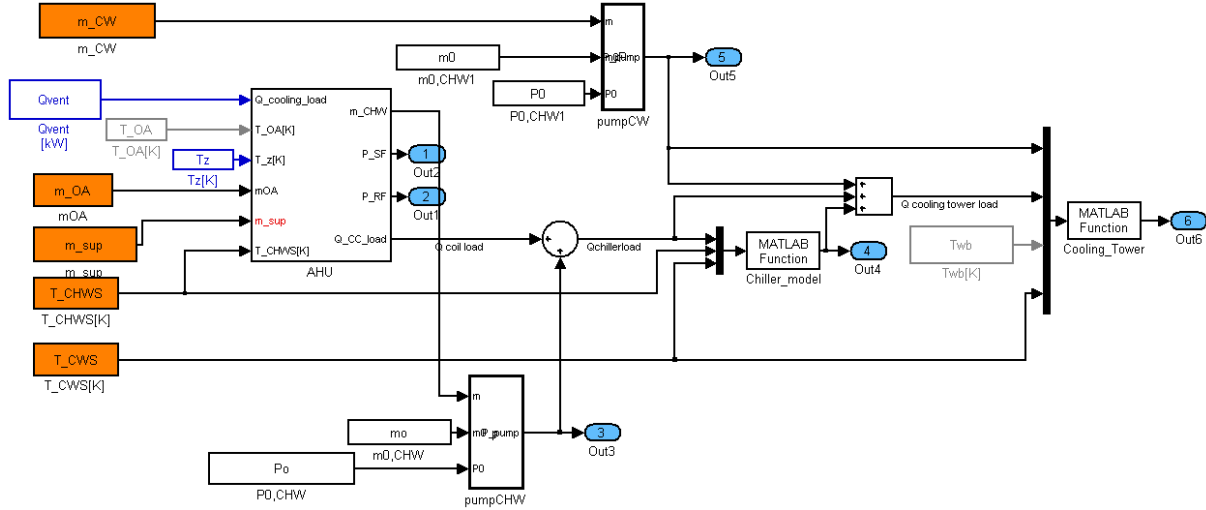 m_CW
m_CW
m
m0
m0,CHW1
P0
P0,CHW1
P0
pumpCW
5
Out5
Qvent
Qvent
[kW]
T_OA
T_OA[K]
Tz
Tz[K]
m_OA
mOA
m_sup
m_sup
T_CHWS
T_CHWS[K]
T_CWS
T_CWS[K]
Q_cooling_load
T_OA[K]
T_z[K]
mOA
m_sup
T_CHWS[K]
m_CHW
P_SF
P_RF
Q_CC_load
AHU
1
Out2
2
Out1
Q coil load
Qchillerload
MATLAB
Function
Chiller_model
4
Out4
Q cooling tower load
Twb
Twb[K]
MATLAB
Function
Cooling_Tower
6
Out6
mo
m0,CHW
Po
P0,CHW
m
P0
pumpCHW
3
Out3